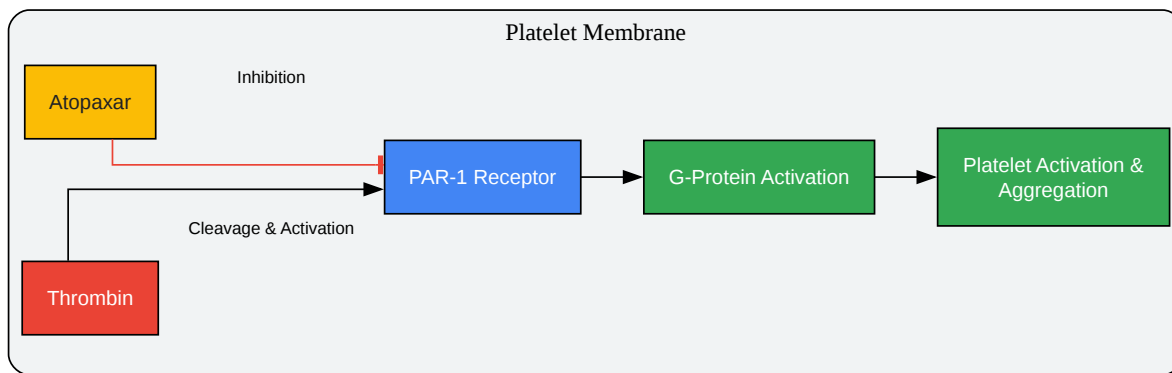 Platelet Membrane
Inhibition
Atopaxar
PAR-1 Receptor
G-Protein Activation
Platelet Activation &
Aggregation
Cleavage & Activation
Thrombin